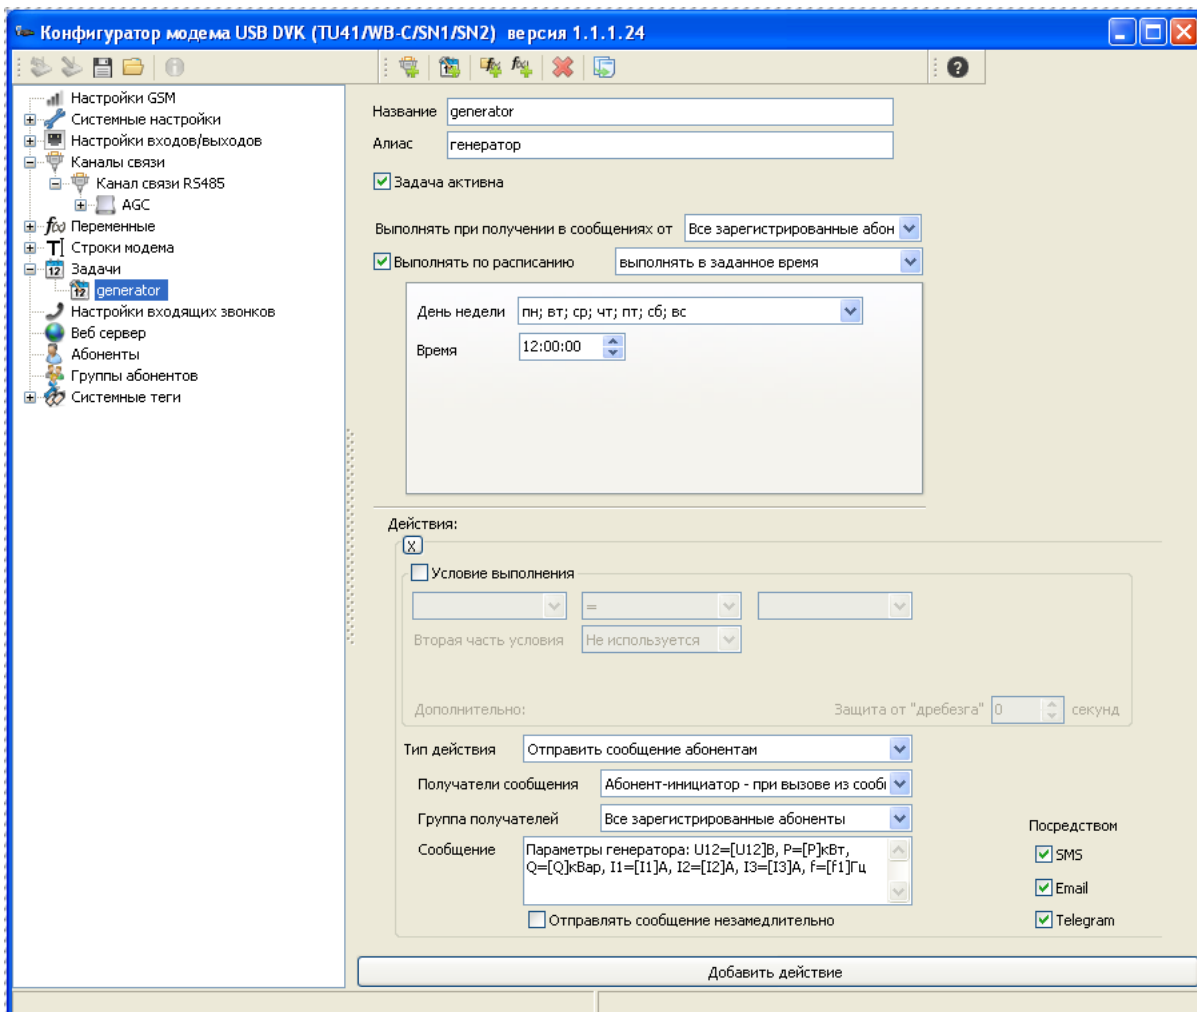 Конфигуратор модема USB DVK (TU41/WB-C/SN1/SN2) версия 1.1.1.24
Настройки GSM
Системные настройки
Настройки входов/выходов
Каналы связи
Канал связи RS485
AGC
f(x) Переменные
Строки модема
12 Задачи
12 generator
Настройки входящих звонков
Веб сервер
Абоненты
Группы абонентов
Системные теги
Название generator
Алиас генератор
Задача активна
Выполнять при получении в сообщениях от Все зарегистрированные абон
Выполнять по расписанию выполнять в заданное время
День недели пн; вт; ср; чт; пт; сб; вс
Время 12:00:00
Действия:
X
Условие выполнения
=
Вторая часть условия Не используется
Дополнительно: Защита от "дребезга" 0 секунд
Тип действия Отправить сообщение абонентам
Получатели сообщения Абонент-инициатор - при вызове из сообц
Группа получателей Все зарегистрированные абоненты
Сообщение Параметры генератора: U12=[U12]В, P=[P]кВт,
Q=[Q]кВар, I1=[I1]А, I2=[I2]А, I3=[I3]А, f=[f1]Гц
Отправлять сообщение незамедлительно
Посредством
SMS
Email
Telegram
Добавить действие